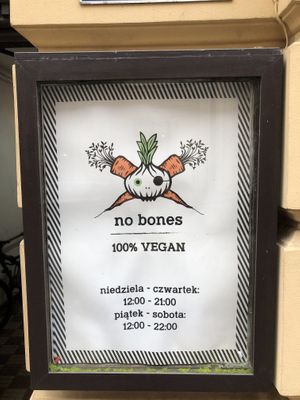 no bones
100% VEGAN
niedziela - czwartek:
12:00 - 21:00
piątek - sobota:
12:00 - 22:00